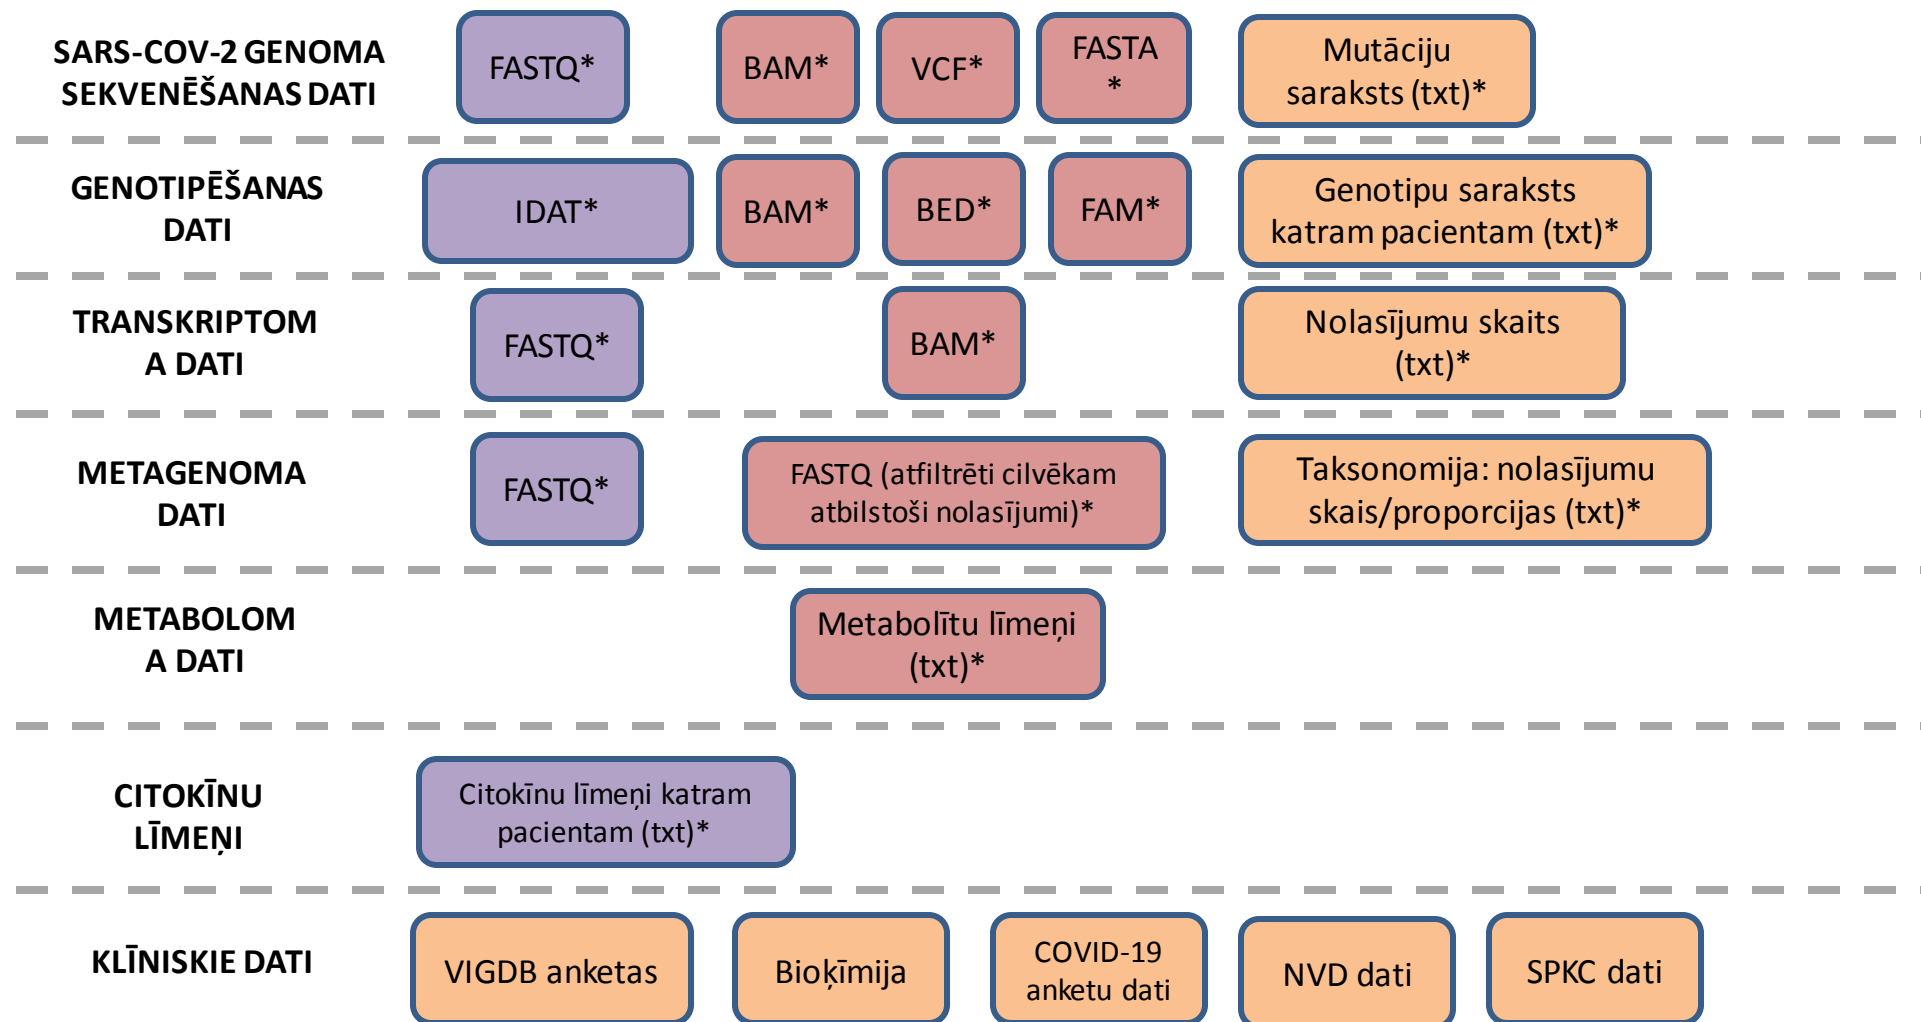 SARS-COV-2 GENOMA
SEKVENĒŠANAS DATI
FASTQ*
BAM*
VCF*
FASTA
*
Mutāciju
saraksts (txt)*
GENOTIPĒŠANAS
DATI
IDAT*
BAM*
BED*
FAM*
Genotipu saraksts
katram pacientam (txt)*
TRANSKRIPTOM
A DATI
FASTQ*
BAM*
Nolasījumu skaits
(txt)*
METAGENOMA
DATI
FASTQ*
FASTQ (atfiltrēti cilvēkam
atbilstoši nolasījumi)*
Taksonomija: nolasījumu
skais/proporcijas (txt)*
METABOLOM
A DATI
Metabolītu līmeņi
(txt)*
CITOKĪNU
LĪMEŅI
Citokīnu līmeņi katram
pacientam (txt)*
KLĪNISKIE DATI
VIGDB anketas
Bioķīmija
COVID-19
anketu dati
NVD dati
SPKC dati